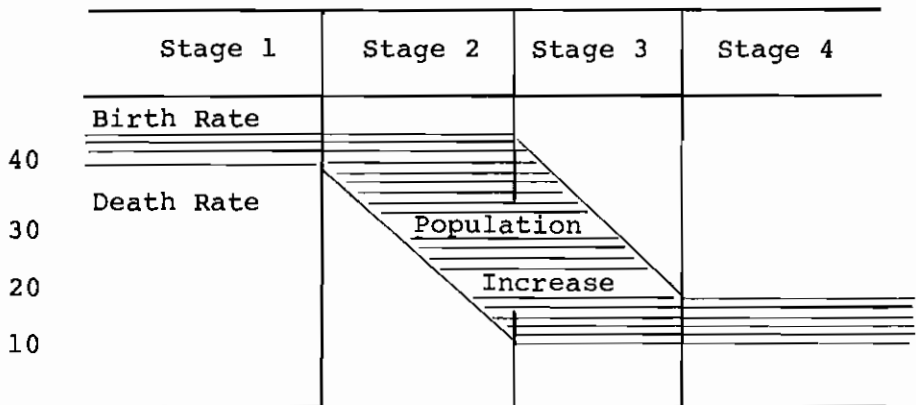 Stage 1 Stage 2 Stage 3 Stage 4
Birth Rate
40
Death Rate
30
Population
20
Increase
10